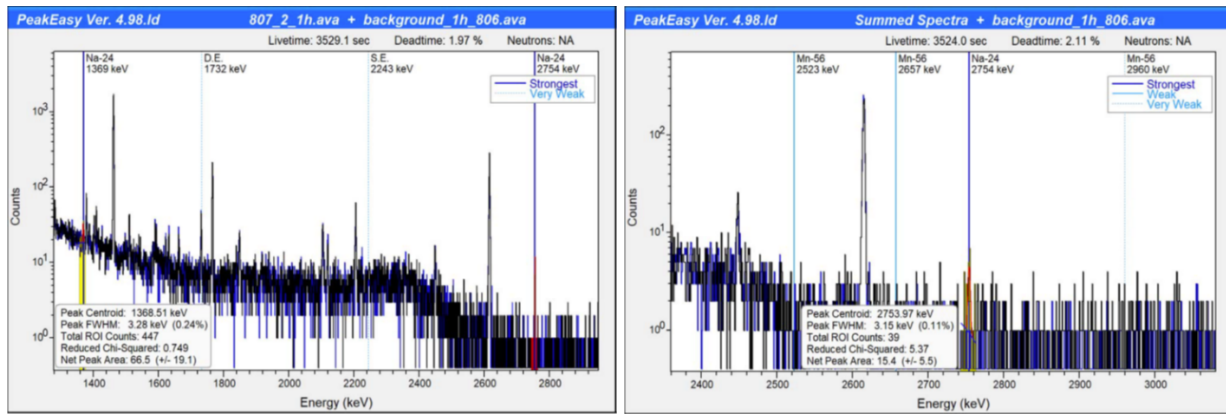 PeakEasy Ver. 4.98.ld 807_2_1h.ava + background_1h_806.ava
Livetime: 3529.1 sec Deadtime: 1.97 % Neutrons: NA
Na-24 D.E. S.E. Na-24
1369 keV 1732 keV 2243 keV 2754 keV
Strongest
Very Weak
10³
10²
10¹
10⁰
Counts
Peak Centroid: 1368.51 keV
Peak FWHM: 3.28 keV (0.24%)
Total ROI Counts: 447
Reduced Chi-Squared: 0.749
Net Peak Area: 66.5 (+/- 19.1)
1400 1600 1800 2000 2200 2400 2600 2800
Energy (keV)
PeakEasy Ver. 4.98.ld Summed Spectra + background_1h_806.ava
Livetime: 3524.0 sec Deadtime: 2.11 % Neutrons: NA
Mn-56 Mn-56 Na-24 Mn-56
2523 keV 2657 keV 2754 keV 2960 keV
Strongest
Weak
Very Weak
10²
10¹
10⁰
Counts
Peak Centroid: 2753.97 keV
Peak FWHM: 3.15 keV (0.11%)
Total ROI Counts: 39
Reduced Chi-Squared: 5.37
Net Peak Area: 15.4 (+/- 5.5)
2400 2500 2600 2700 2800 2900 3000
Energy (keV)